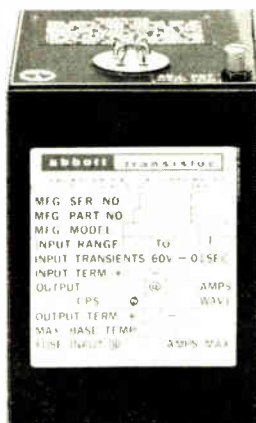 abbott transistor
MFG SER NO
MFG PART NO
MFG MODEL
INPUT RANGE TO
INPUT TRANSIENTS 60V – 0.1SEC
INPUT TERM + -
OUTPUT @ AMPS
CPS WAVE
OUTPUT TERM + -
MAX BASE TEMP
FUSE INPUT @ AMPS MAX